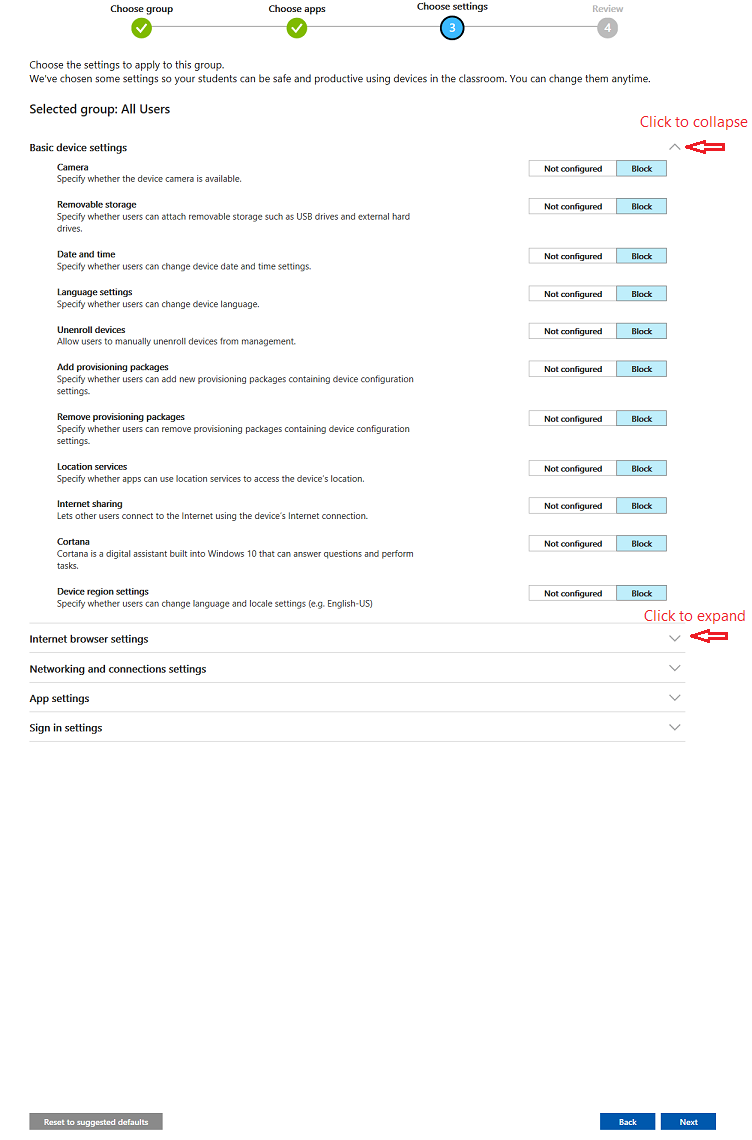 Choose group
Choose apps
Choose settings
Review
3
4
Choose the settings to apply to this group.
We've chosen some settings so your students can be safe and productive using devices in the classroom. You can change them anytime.
Selected group: All Users
Click to collapse
Basic device settings
Camera
Specify whether the device camera is available.
Not configured
Block
Removable storage
Specify whether users can attach removable storage such as USB drives and external hard
drives.
Not configured
Block
Date and time
Specify whether users can change device date and time settings.
Not configured
Block
Language settings
Specify whether users can change device language.
Not configured
Block
Unenroll devices
Allow users to manually unenroll devices from management.
Not configured
Block
Add provisioning packages
Specify whether users can add new provisioning packages containing device configuration
settings.
Not configured
Block
Remove provisioning packages
Specify whether users can remove provisioning packages containing device configuration
settings.
Not configured
Block
Location services
Specify whether apps can use location services to access the device's location.
Not configured
Block
Internet sharing
Lets other users connect to the Internet using the device's Internet connection.
Not configured
Block
Cortana
Cortana is a digital assistant built into Windows 10 that can answer questions and perform
tasks.
Not configured
Block
Device region settings
Specify whether users can change language and locale settings (e.g. English-US)
Not configured
Block
Click to expand
Internet browser settings
Networking and connections settings
App settings
Sign in settings
Reset to suggested defaults
Back
Next